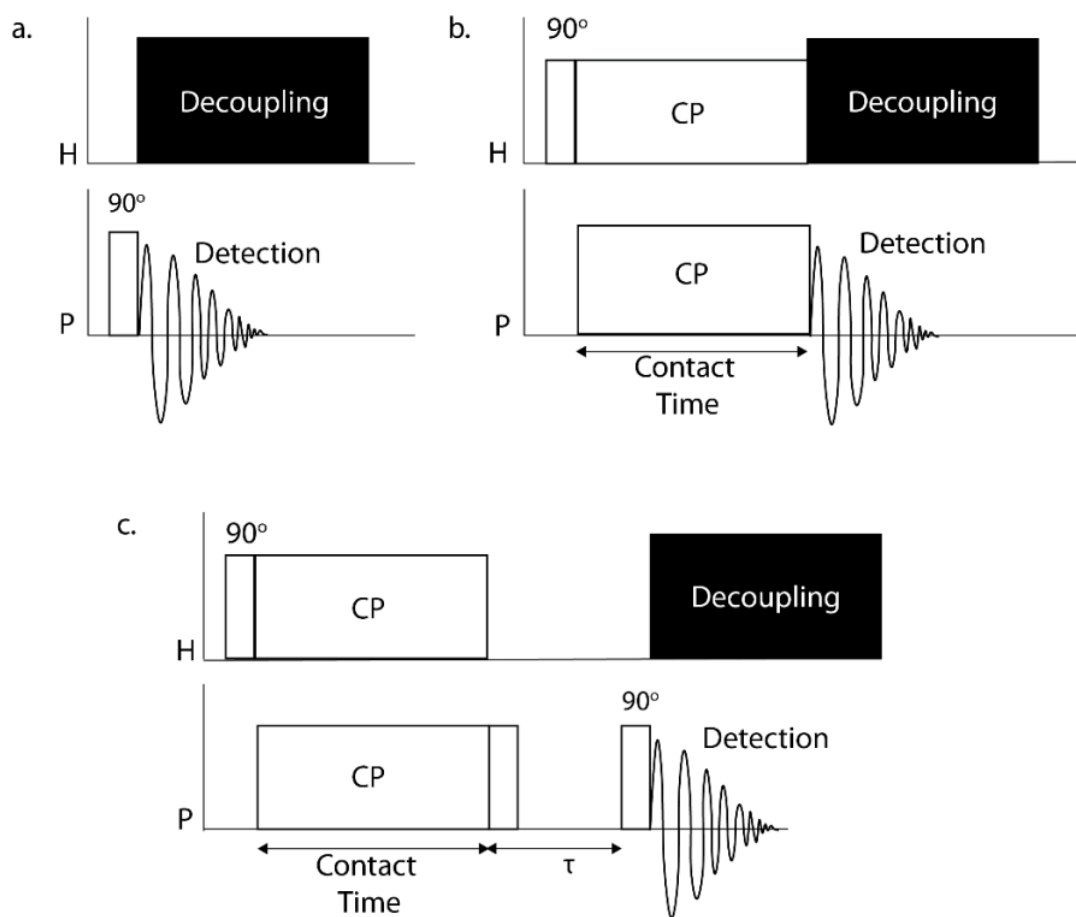 a.
Decoupling
H
90°
Detection
P
b.
90°
CP
Decoupling
H
CP
Detection
P
Contact
Time
c.
90°
CP
Decoupling
H
90°
CP
Detection
P
Contact
Time
τ